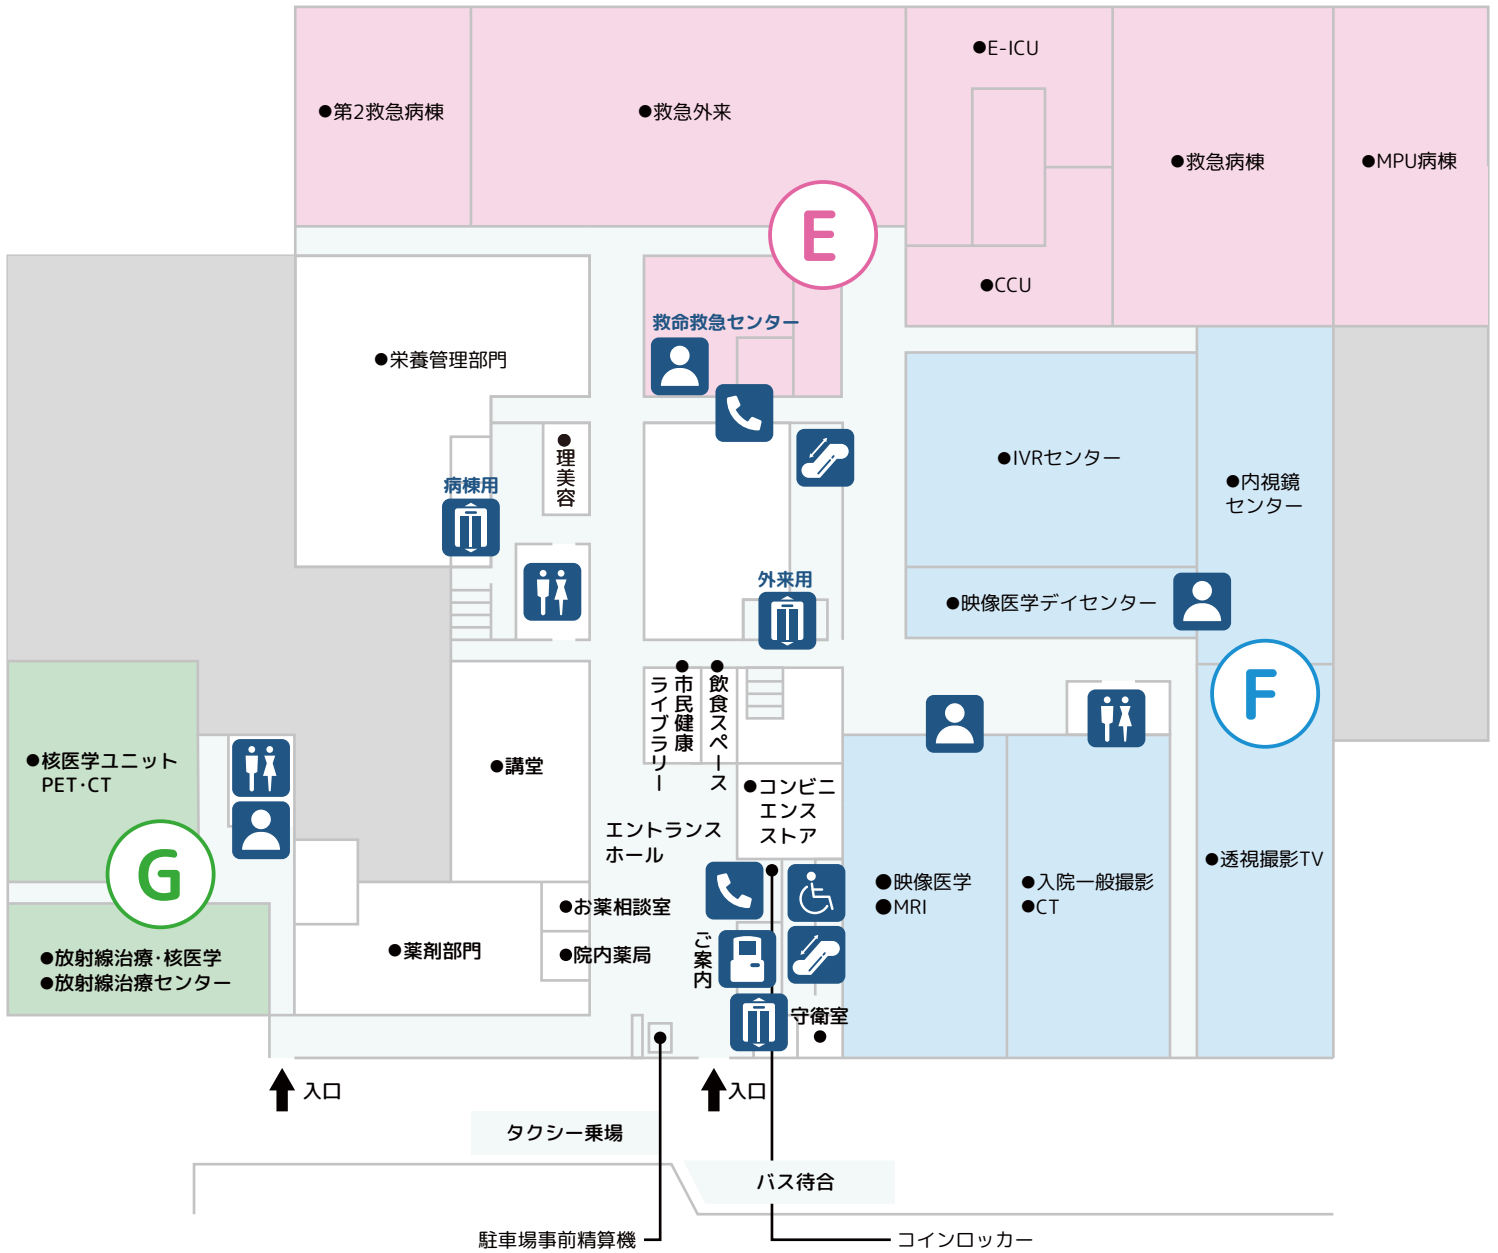 ●E-ICU
●第2救急病棟
●救急外来
●救急病棟
●MPU病棟
E
●CCU
救命救急センター
●栄養管理部門
●理美容
●IVRセンター
●内視鏡
センター
病棟用
外来用
●映像医学デイセンター
●市民健康
ライブラリー
●飲食スペース
F
●核医学ユニット
PET･CT
●講堂
●コンビニ
エンス
ストア
エントランス
ホール
●透視撮影TV
G
●映像医学
●MRI
●入院一般撮影
●CT
●お薬相談室
●薬剤部門
●院内薬局
ご案内
●放射線治療･核医学
●放射線治療センター
守衛室
●
入口
入口
タクシー乗場
バス待合
駐車場事前精算機
コインロッカー